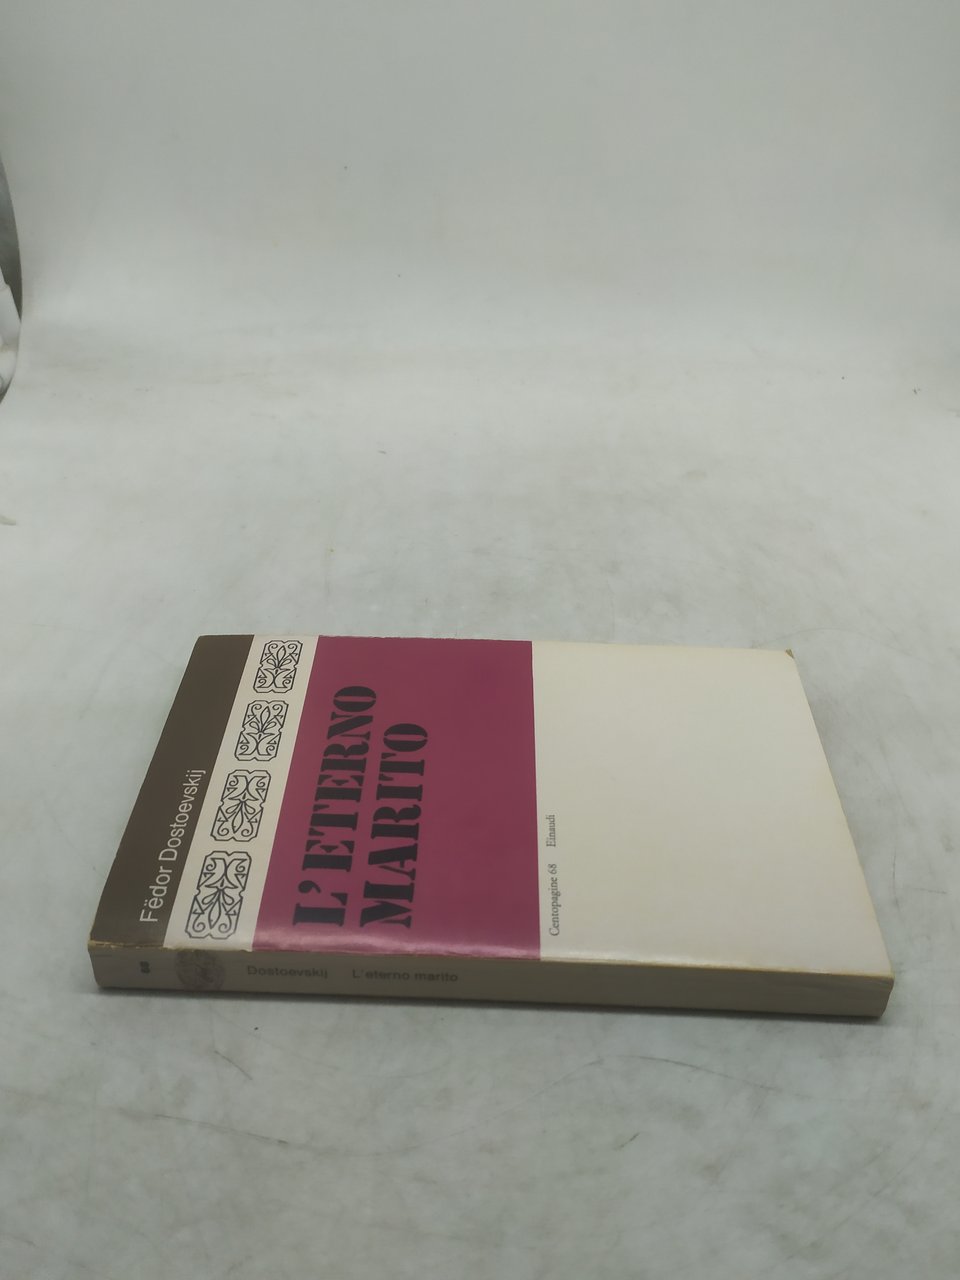 Fëdor Dostoevskij
L'ETERNO
MARITO
Centopagine 68 Einaudi
68 Dostoevskij L'eterno marito